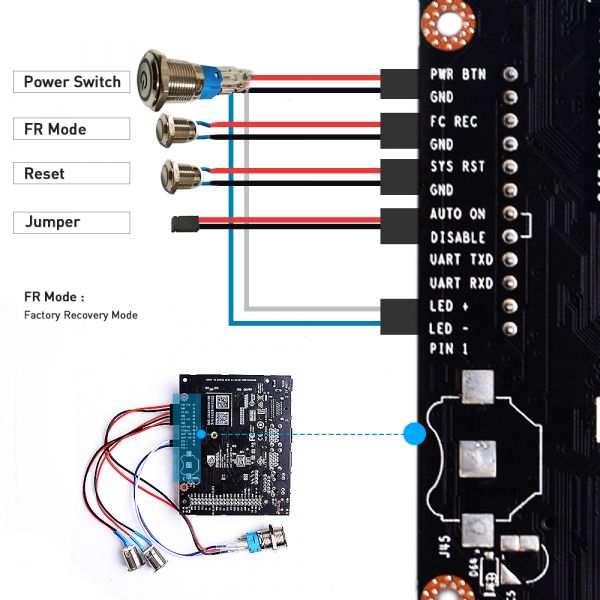 Power Switch
FR Mode
Reset
Jumper
FR Mode :
Factory Recovery Mode
PWR BTN
GND
FC REC
GND
SYS RST
GND
AUTO ON
DISABLE
UART TXD
UART RXD
LED +
LED -
PIN 1
J45